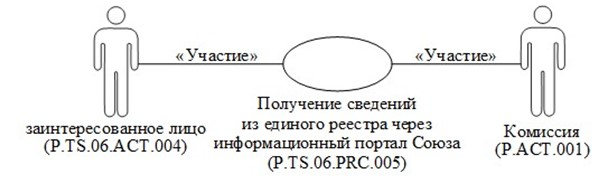 «Участие»
«Участие»
заинтересованное лицо
(P.TS.06.ACT.004)
Получение сведений
из единого реестра через
информационный портал Союза
(P.TS.06.PRC.005)
Комиссия
(P.ACT.001)